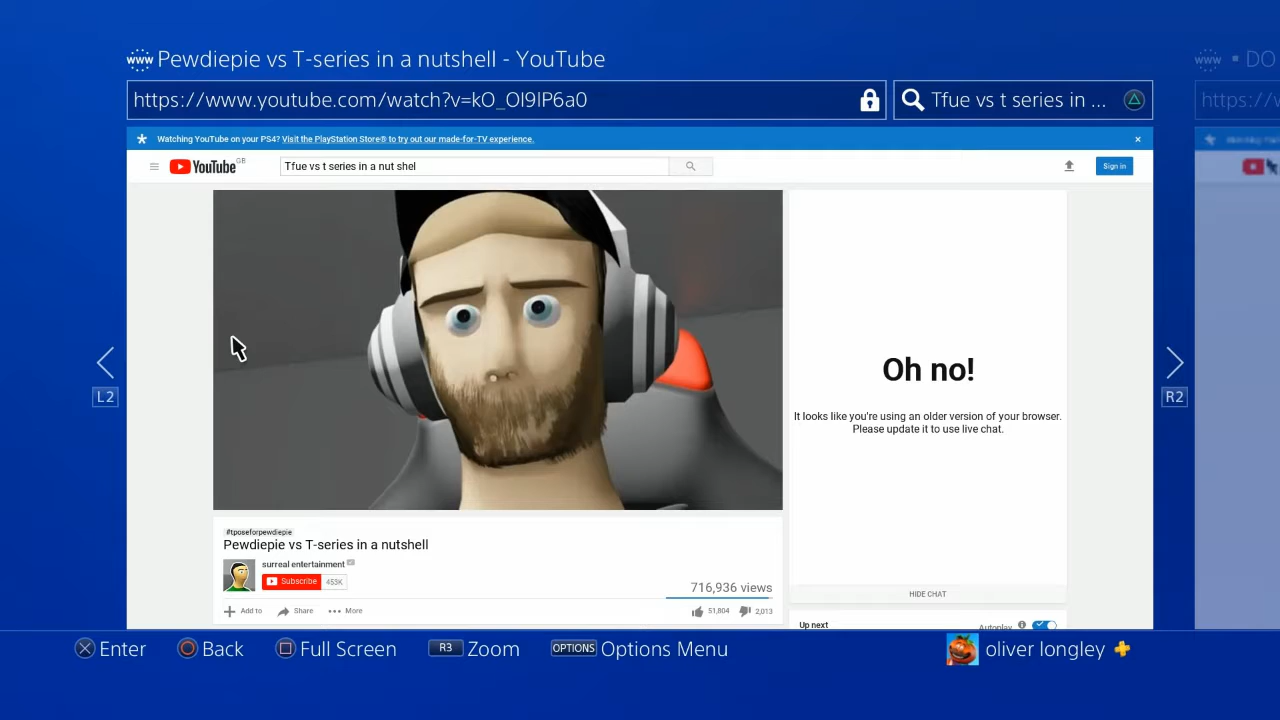 www Pewdiepie vs T-series in a nutshell - YouTube
www ▪ DO
https://www.youtube.com/watch?v=kO_OI9lP6a0
Tfue vs t series in ...
https://w
Watching YouTube on your PS4? Visit the PlayStation Store® to try out our made-for-TV experience.
YouTube GB
Tfue vs t series in a nut shel
Sign in
L2
R2
Oh no!
It looks like you're using an older version of your browser.
Please update it to use live chat.
HIDE CHAT
#tposeforpewdiepie
Pewdiepie vs T-series in a nutshell
surreal entertainment
Subscribe 453K
716,936 views
Add to Share More
51,804 2,013
Up next
Autoplay
Enter Back Full Screen R3 Zoom OPTIONS Options Menu
oliver longley